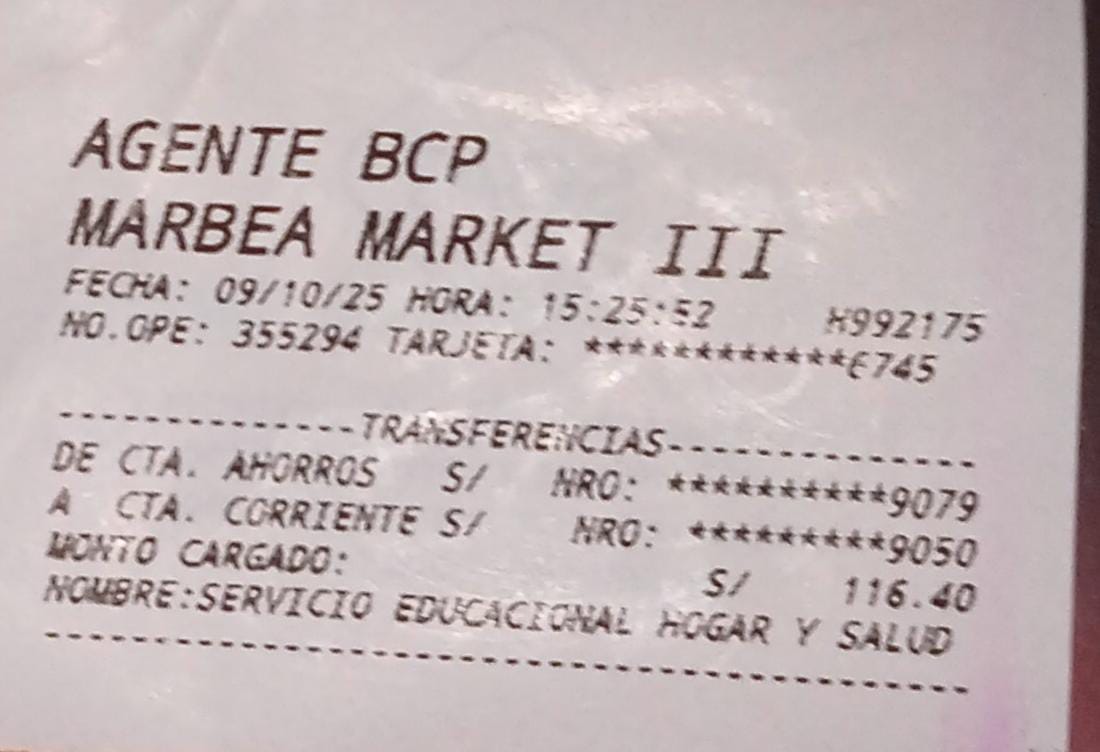 AGENTE BCP
MARBEA MARKET III
FECHA: 09/10/25 HORA: 15:25:52 H992175
NO.OPE: 355294 TARJETA: ************6745
--------------TRANSFERENCIAS---------------
DE CTA. AHORROS S/ NRO: **********9079
A CTA. CORRIENTE S/ NRO: *********9050
MONTO CARGADO: S/ 116.40
NOMBRE:SERVICIO EDUCACIONAL HOGAR Y SALUD
-------------------------------------------